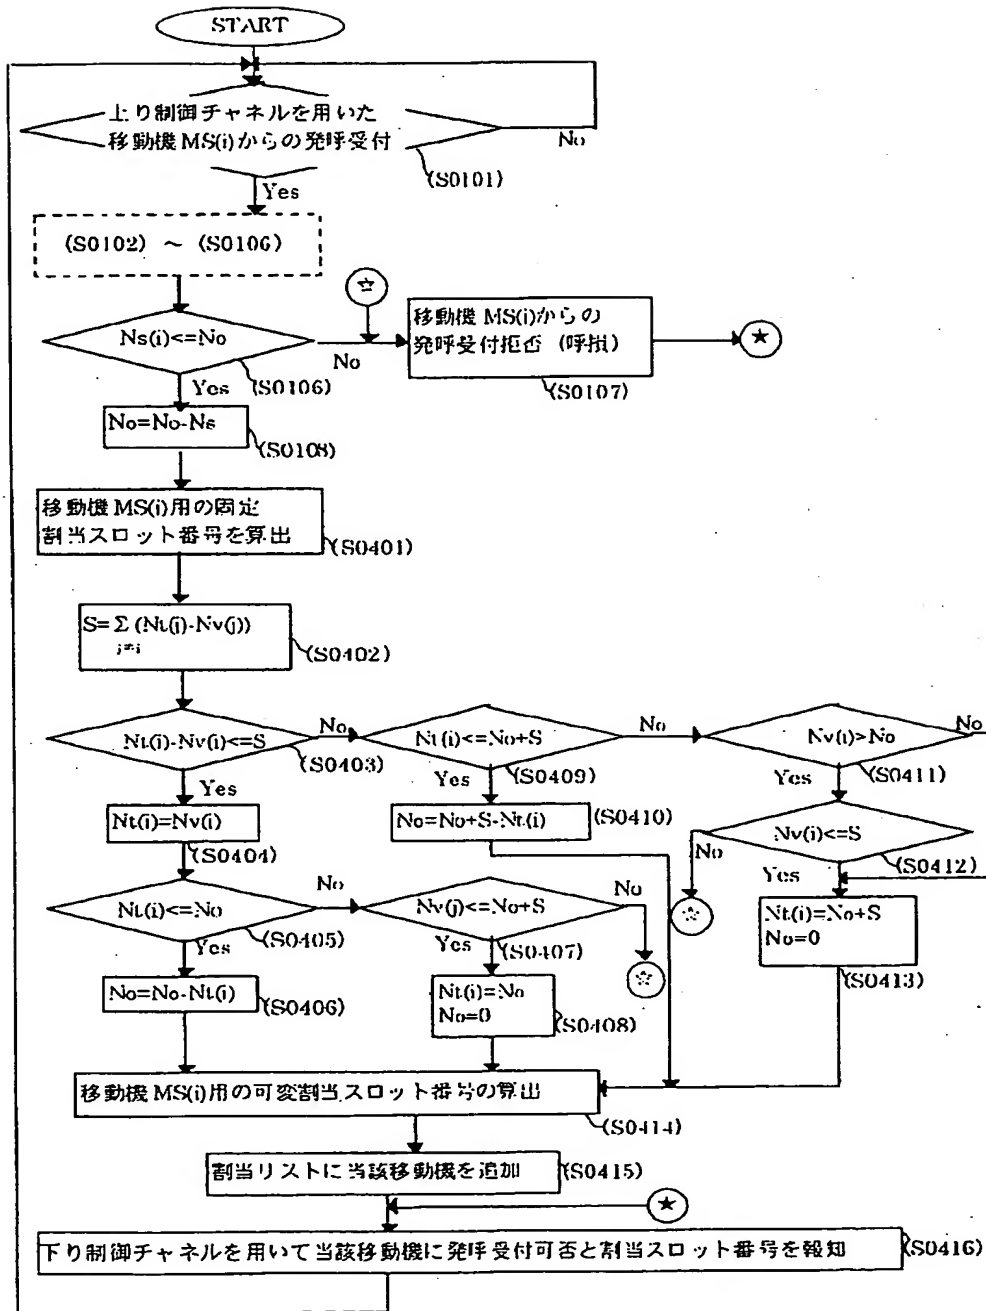 START
上り制御チャネルを用いた
移動機MS(i)からの発呼受付
No
(S0101)
Yes
(S0102) ～ (S0106)
☆
Ns(i)<=No
No
(S0106)
Yes
移動機MS(i)からの
発呼受付拒否 (呼損)
(S0107)
★
No=No-Ns
(S0108)
移動機MS(i)用の固定
割当スロット番号を算出
(S0401)
S=Σ(Nt(j)-Nv(j))
j≠i
(S0402)
Nt(i)-Nv(i)<=S
No
(S0403)
Yes
Nt(i)<=No+S
No
(S0409)
Yes
Nv(i)>No
No
(S0411)
Yes
Nt(i)=Nv(i)
(S0404)
No=No+S-Nt(i)
(S0410)
Nv(i)<=S
No
(S0412)
Yes
☆
Nt(i)<=No
No
(S0405)
Yes
Nv(j)<=No+S
No
(S0407)
Yes
☆
Nt(i)=No+S
No=0
(S0413)
No=No-Nt(i)
(S0406)
Nt(i)=No
No=0
(S0408)
移動機MS(i)用の可変割当スロット番号の算出
(S0414)
割当リストに当該移動機を追加
(S0415)
★
下り制御チャネルを用いて当該移動機に発呼受付可否と割当スロット番号を報知
(S0416)